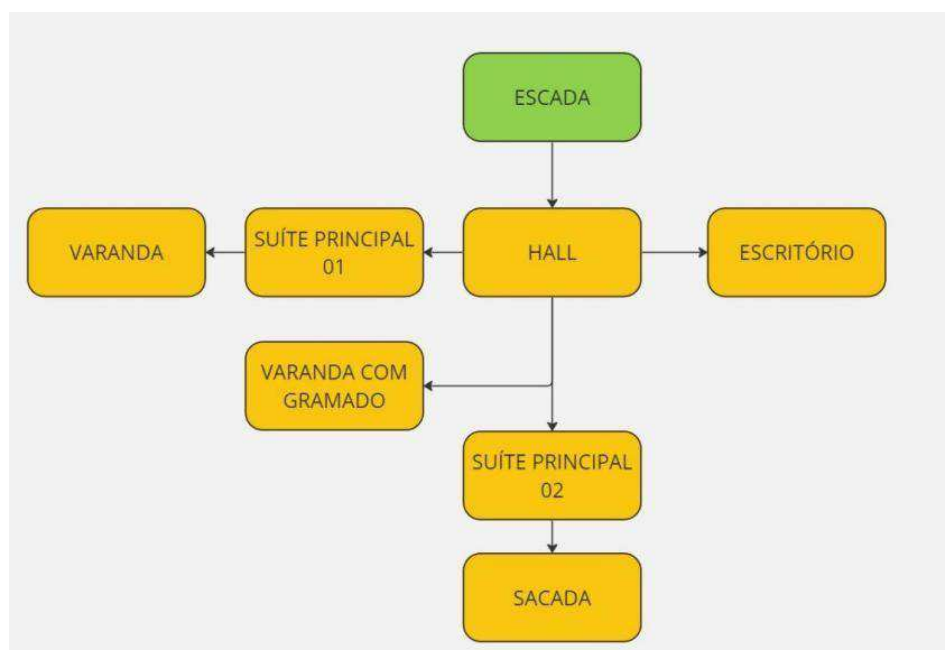 ESCADA
VARANDA
SUÍTE PRINCIPAL
01
HALL
ESCRITÓRIO
VARANDA COM
GRAMADO
SUÍTE PRINCIPAL
02
SACADA